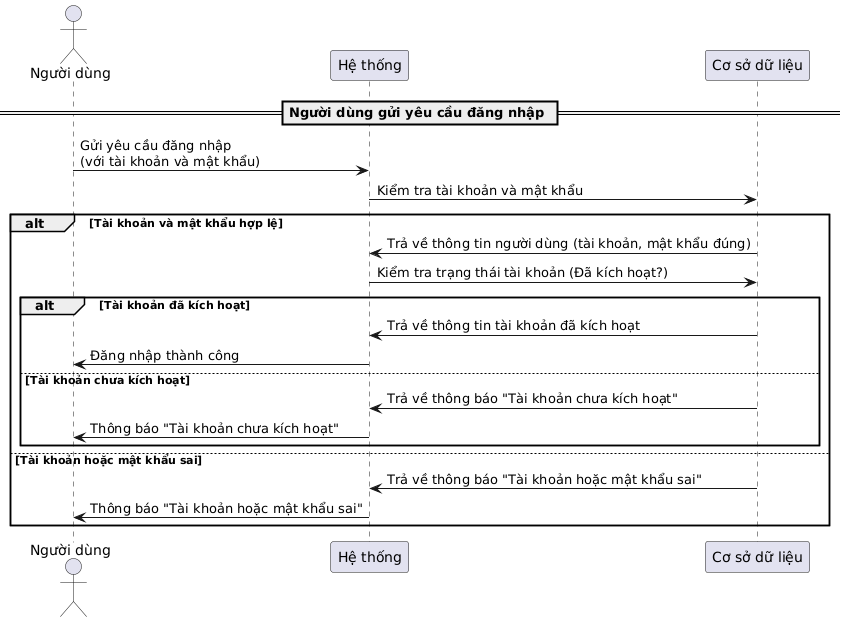 Người dùng
Hệ thống
Cơ sở dữ liệu
Người dùng gửi yêu cầu đăng nhập
Gửi yêu cầu đăng nhập
(với tài khoản và mật khẩu)
Kiểm tra tài khoản và mật khẩu
alt
[Tài khoản và mật khẩu hợp lệ]
Trả về thông tin người dùng (tài khoản, mật khẩu đúng)
Kiểm tra trạng thái tài khoản (Đã kích hoạt?)
alt
[Tài khoản đã kích hoạt]
Trả về thông tin tài khoản đã kích hoạt
Đăng nhập thành công
[Tài khoản chưa kích hoạt]
Trả về thông báo "Tài khoản chưa kích hoạt"
Thông báo "Tài khoản chưa kích hoạt"
[Tài khoản hoặc mật khẩu sai]
Trả về thông báo "Tài khoản hoặc mật khẩu sai"
Thông báo "Tài khoản hoặc mật khẩu sai"
Người dùng
Hệ thống
Cơ sở dữ liệu